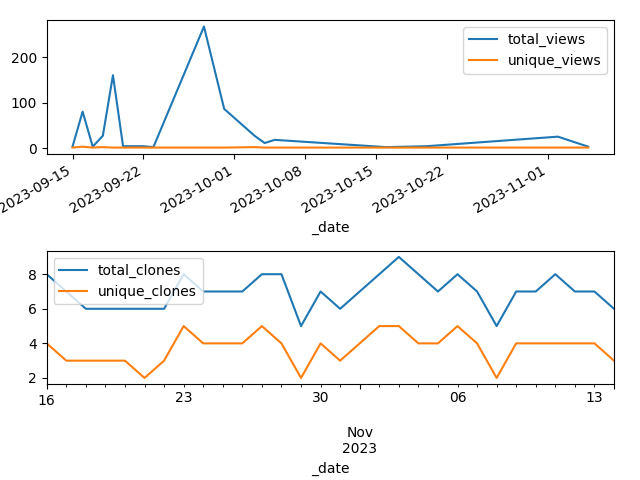 total_views
unique_views
200
100
0
2023-09-15
2023-09-22
2023-10-01
2023-10-08
2023-10-15
2023-10-22
2023-11-01
_date
total_clones
unique_clones
8
6
4
2
16
23
30
06
13
Nov
2023
_date